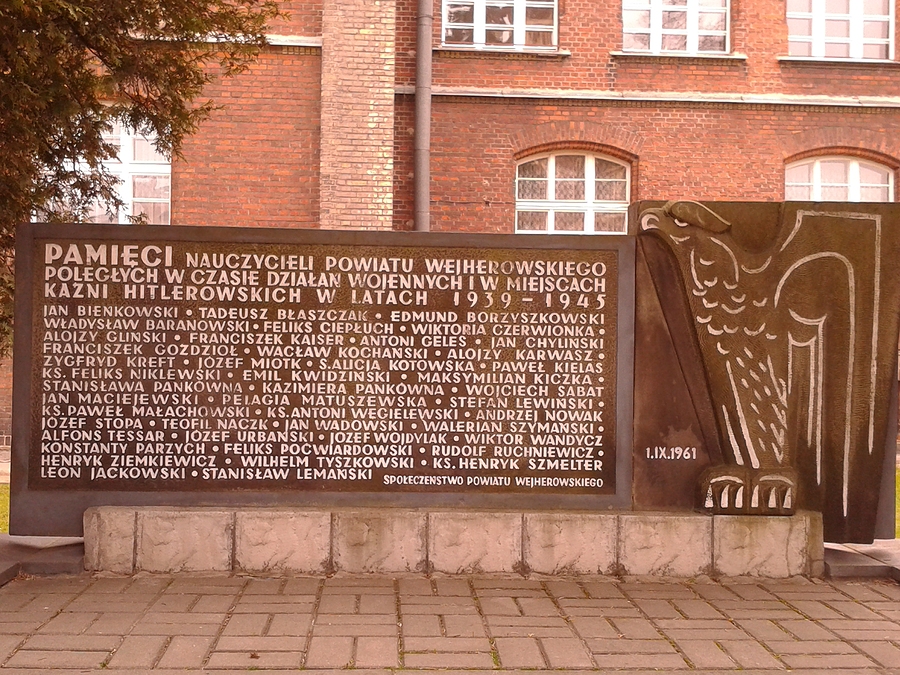 PAMIĘCI NAUCZYCIELI POWIATU WEJHEROWSKIEGO
POLEGŁYCH W CZASIE DZIAŁAŃ WOJENNYCH I W MIEJSCACH
KAŹNI HITLEROWSKICH W LATACH 1939-1945
JAN BIENKOWSKI • TADEUSZ BŁASZCZAK • EDMUND BORZYSZKOWSKI
WŁADYSŁAW BARANOWSKI • FELIKS CIEPŁUCH • WIKTORIA CZERWIONKA •
ALOJZY GLIŃSKI • FRANCISZEK KAISER • ANTONI GELES • JAN CHYLIŃSKI
FRANCISZEK GOŹDZIOŁ • WACŁAW KOCHAŃSKI • ALOJZY KARWASZ •
WYGFRYD KREFT • JÓZEF MIOTK • S.ALICJA KOTOWSKA • PAWEŁ KIELAS
KS. FELIKS NIKLEWSKI • EMIL KWIDZIŃSKI • MAKSYMILIAN KICZKA •
STANISŁAWA PANKÓWNA • KAZIMIERA PANKÓWNA • WOJCIECH SABAT
JAN MACIEJEWSKI • PELAGIA MATUSZEWSKA • STEFAN LEWIŃSKI •
KS. PAWEŁ MAŁACHOWSKI • KS. ANTONI WĘGIELEWSKI • ANDRZEJ NOWAK
JÓZEF STOPA • TEOFIL NACZK • JAN WADOWSKI • WALERIAN SZYMAŃSKI •
ALFONS TESSAR • JÓZEF URBAŃSKI • JÓZEF WOJDYLAK • WIKTOR WANDYCZ
KONSTANTY PARZYCH • FELIKS POĆWIARDOWSKI • RUDOLF RUCHNIEWICZ •
HENRYK ZIEMKIEWICZ • WILHELM TYSZKOWSKI • KS. HENRYK SZMELTER
LEON JACKOWSKI • STANISŁAW LEMAŃSKI SPOŁECZEŃSTWO POWIATU WEJHEROWSKIEGO
1.IX.1961